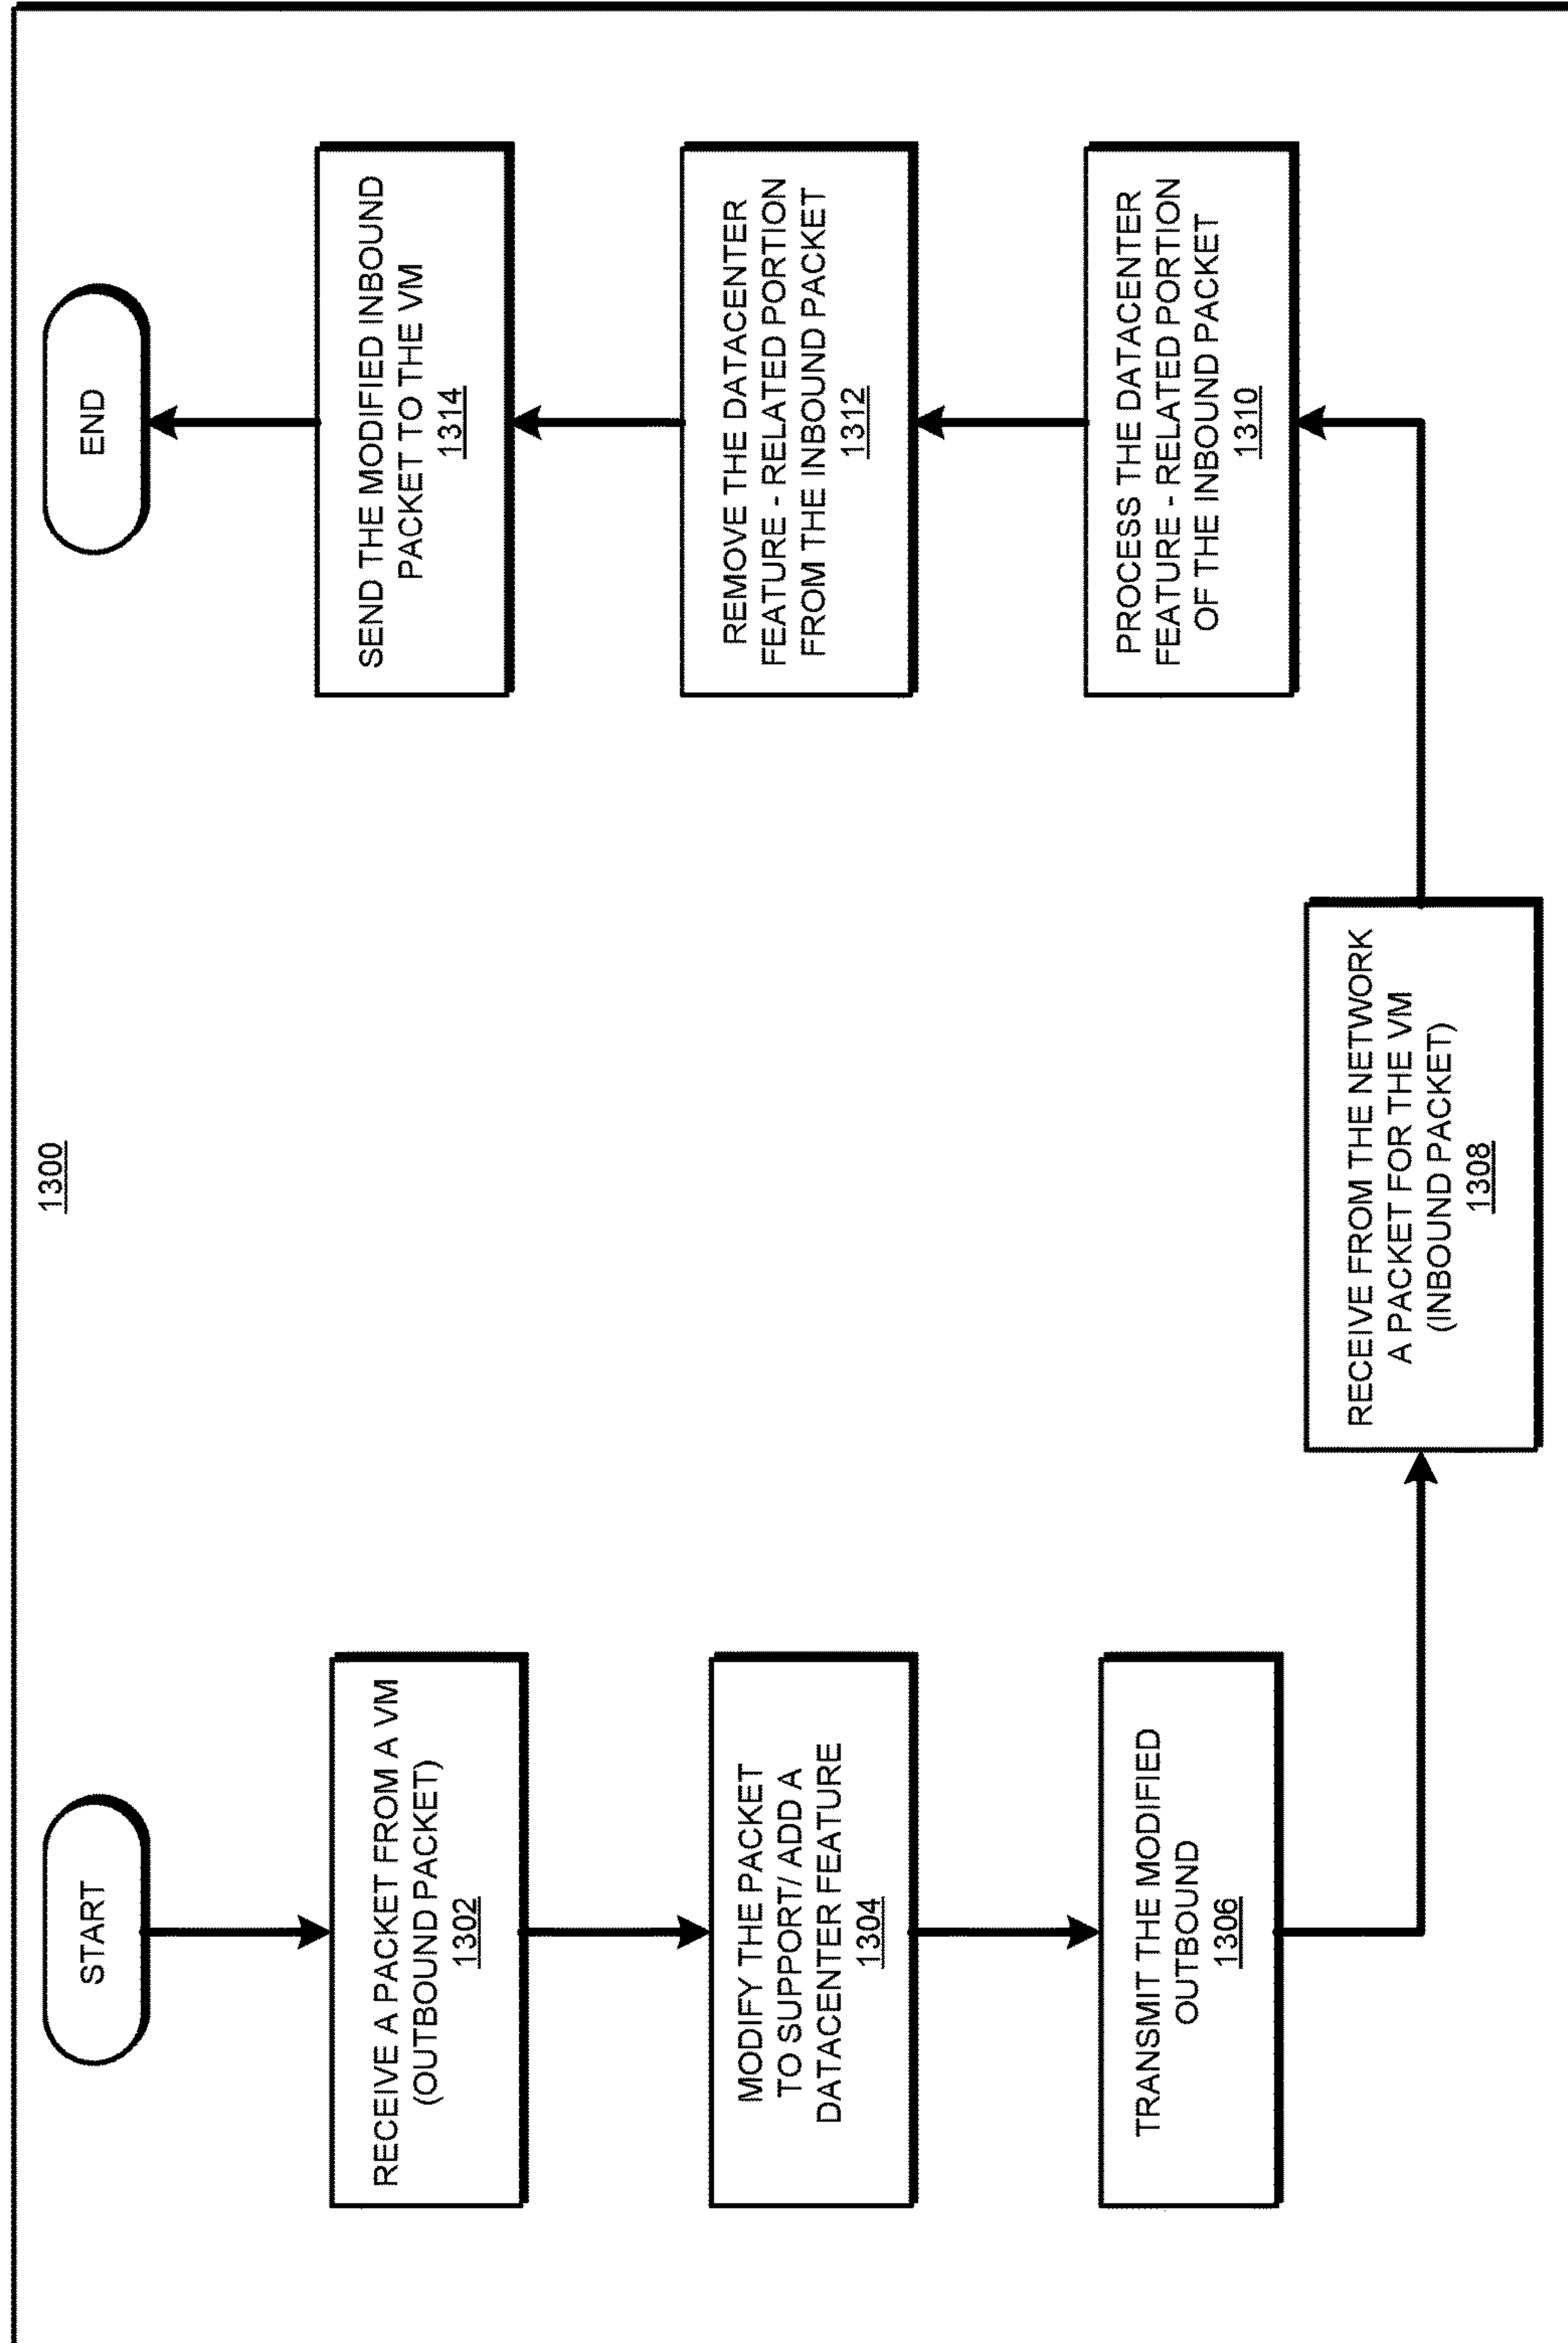 1300
START
RECEIVE A PACKET FROM A VM
(OUTBOUND PACKET)
1302
MODIFY THE PACKET
TO SUPPORT/ ADD A
DATACENTER FEATURE
1304
TRANSMIT THE MODIFIED
OUTBOUND
1306
RECEIVE FROM THE NETWORK
A PACKET FOR THE VM
(INBOUND PACKET)
1308
PROCESS THE DATACENTER
FEATURE - RELATED PORTION
OF THE INBOUND PACKET
1310
REMOVE THE DATACENTER
FEATURE - RELATED PORTION
FROM THE INBOUND PACKET
1312
SEND THE MODIFIED INBOUND
PACKET TO THE VM
1314
END